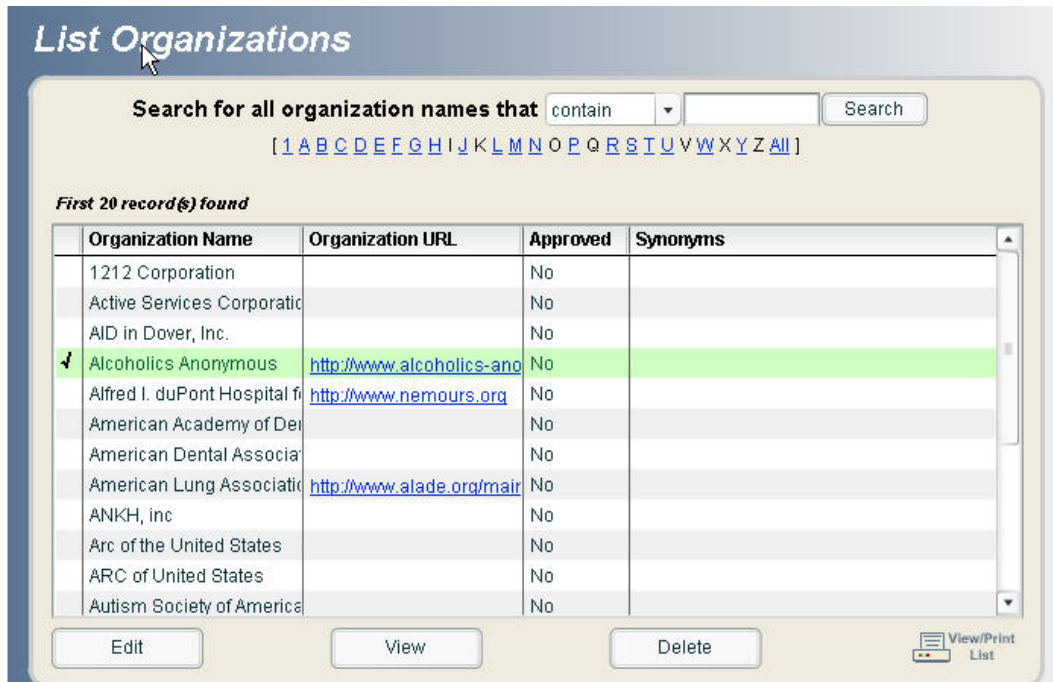 List Organizations
Search for all organization names that contain Search
[ 1 A B C D E F G H I J K L M N O P Q R S T U V W X Y Z All ]
First 20 record(s) found
Organization Name Organization URL Approved Synonyms
1212 Corporation No
Active Services Corporatic No
AID in Dover, Inc. No
√ Alcoholics Anonymous http://www.alcoholics-ano No
Alfred I. duPont Hospital f http://www.nemours.org No
American Academy of De No
American Dental Associa No
American Lung Associatic http://www.alade.org/mair No
ANKH, inc No
Arc of the United States No
ARC of United States No
Autism Society of America No
Edit View Delete View/Print
List